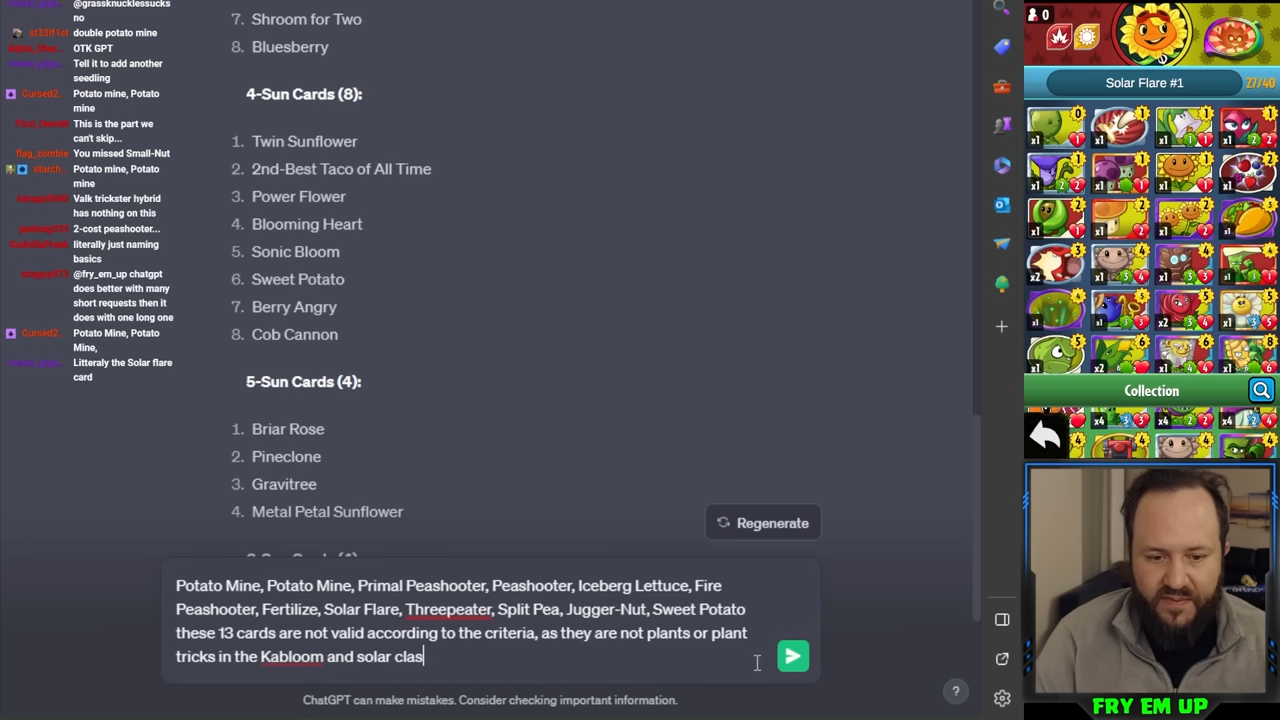 @grassknucklessucks
no
double potato mine
OTK GPT
Tell it to add another
seedling
Cursed2...
Potato mine, Potato
mine
This is the part we
can't skip...
flag_zombie
You missed Small-Nut
starch...
Potato mine, Potato
mine
Valk trickster hybrid
has nothing on this
2-cost peashooter...
literally just naming
basics
@fry_em_up chatgpt
does better with many
short requests then it
does with one long one
Cursed2.
Potato Mine, Potato
Mine,
Litteraly the Solar flare
card
7. Shroom for Two
8. Bluesberry
4-Sun Cards (8):
1. Twin Sunflower
2. 2nd-Best Taco of All Time
3. Power Flower
4. Blooming Heart
5. Sonic Bloom
6. Sweet Potato
7. Berry Angry
8. Cob Cannon
5-Sun Cards (4):
1. Briar Rose
2. Pineclone
3. Gravitree
4. Metal Petal Sunflower
Regenerate
Potato Mine, Potato Mine, Primal Peashooter, Peashooter, Iceberg Lettuce, Fire
Peashooter, Fertilize, Solar Flare, Threepeater, Split Pea, Jugger-Nut, Sweet Potato
these 13 cards are not valid according to the criteria, as they are not plants or plant
tricks in the Kabloom and solar clas
ChatGPT can make mistakes. Consider checking important information.
?
0
Solar Flare #1
27/40
Collection
FRY EM UP